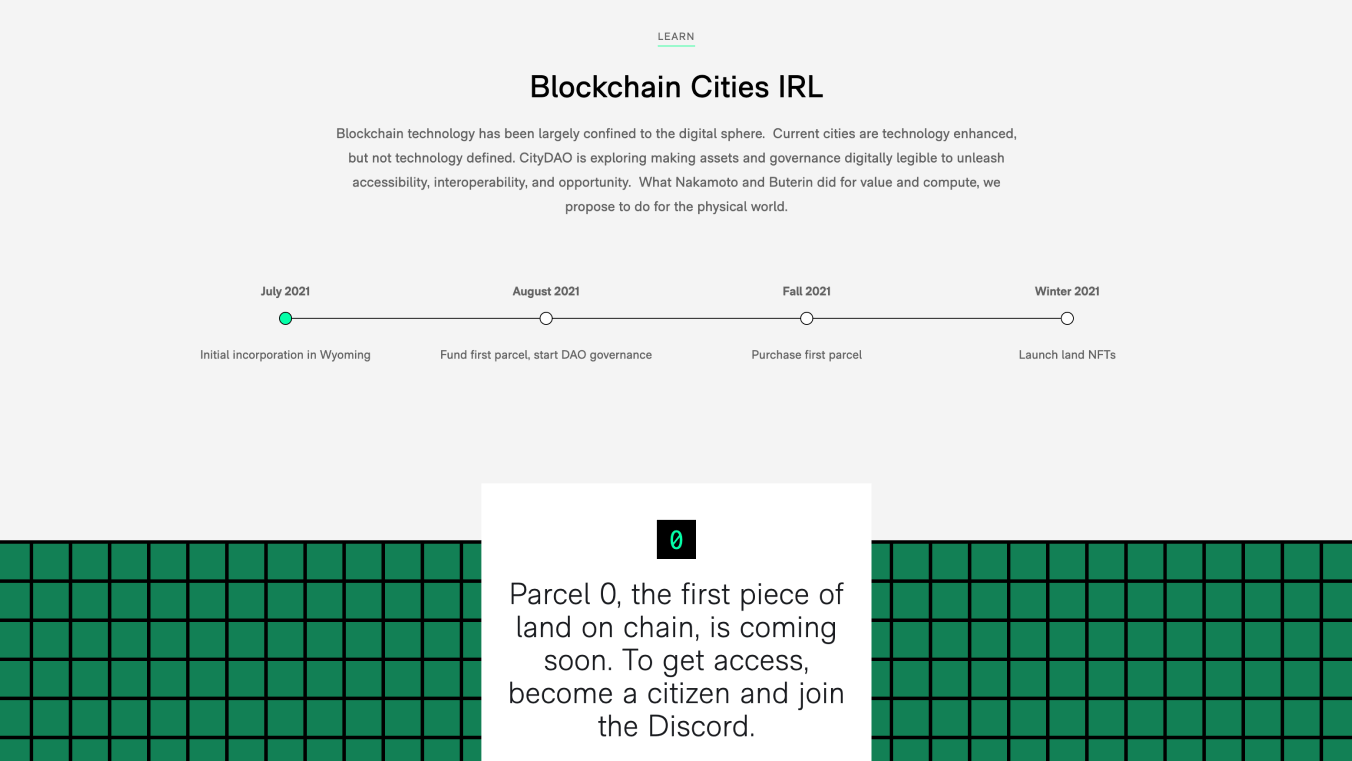 LEARN
Blockchain Cities IRL
Blockchain technology has been largely confined to the digital sphere.  Current cities are technology enhanced,
but not technology defined. CityDAO is exploring making assets and governance digitally legible to unleash
accessibility, interoperability, and opportunity.  What Nakamoto and Buterin did for value and compute, we
propose to do for the physical world.
July 2021
August 2021
Fall 2021
Winter 2021
Initial incorporation in Wyoming
Fund first parcel, start DAO governance
Purchase first parcel
Launch land NFTs
0
Parcel 0, the first piece of
land on chain, is coming
soon. To get access,
become a citizen and join
the Discord.